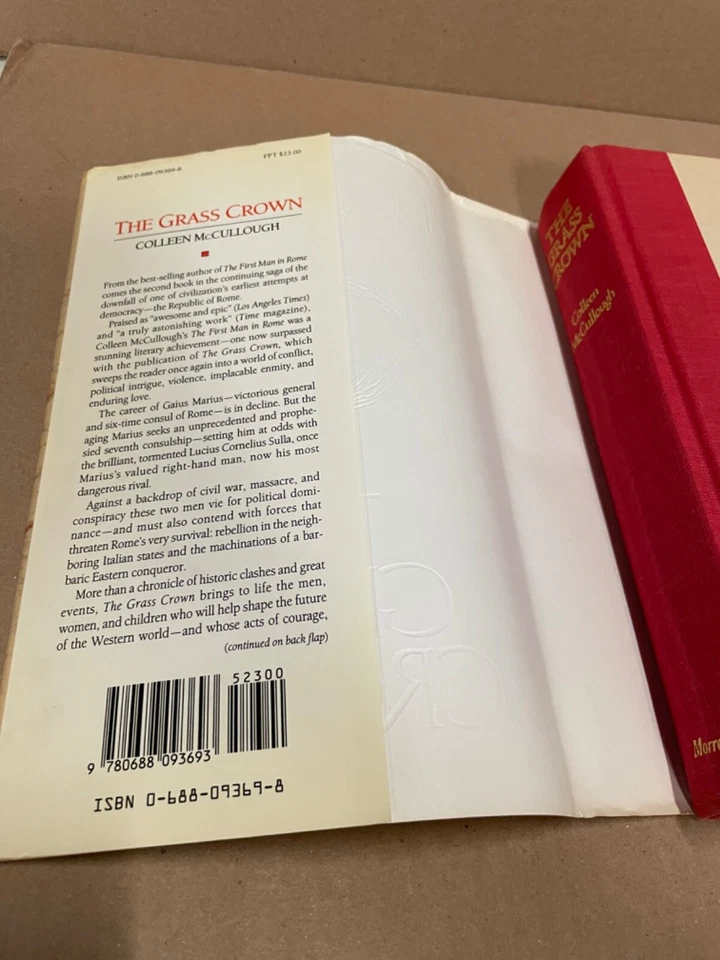 ISBN 0-688-09369-8
FPT $23.00
THE GRASS CROWN
COLLEEN McCULLOUGH
From the best-selling author of The First Man in Rome
comes the second book in the continuing saga of the
downfall of one of civilization's earliest attempts at
democracy—the Republic of Rome.
Praised as "awesome and epic" (Los Angeles Times)
and "a truly astonishing work" (Time magazine),
Colleen McCullough's The First Man in Rome was a
stunning literary achievement—one now surpassed
with the publication of The Grass Crown, which
sweeps the reader once again into a world of conflict,
political intrigue, violence, implacable enmity, and
enduring love.
The career of Gaius Marius—victorious general
and six-time consul of Rome—is in decline. But the
aging Marius seeks an unprecedented and prophe-
sied seventh consulship—setting him at odds with
the brilliant, tormented Lucius Cornelius Sulla, once
Marius's valued right-hand man, now his most
dangerous rival.
Against a backdrop of civil war, massacre, and
conspiracy these two men vie for political domi-
nance—and must also contend with forces that
threaten Rome's very survival: rebellion in the neigh-
boring Italian states and the machinations of a bar-
baric Eastern conqueror.
More than a chronicle of historic clashes and great
events, The Grass Crown brings to life the men,
women, and children who will help shape the future
of the Western world—and whose acts of courage,
(continued on back flap)
52300
9 780688 093693
ISBN 0-688-09369-8
THE
GRASS
CROWN
Colleen
McCullough